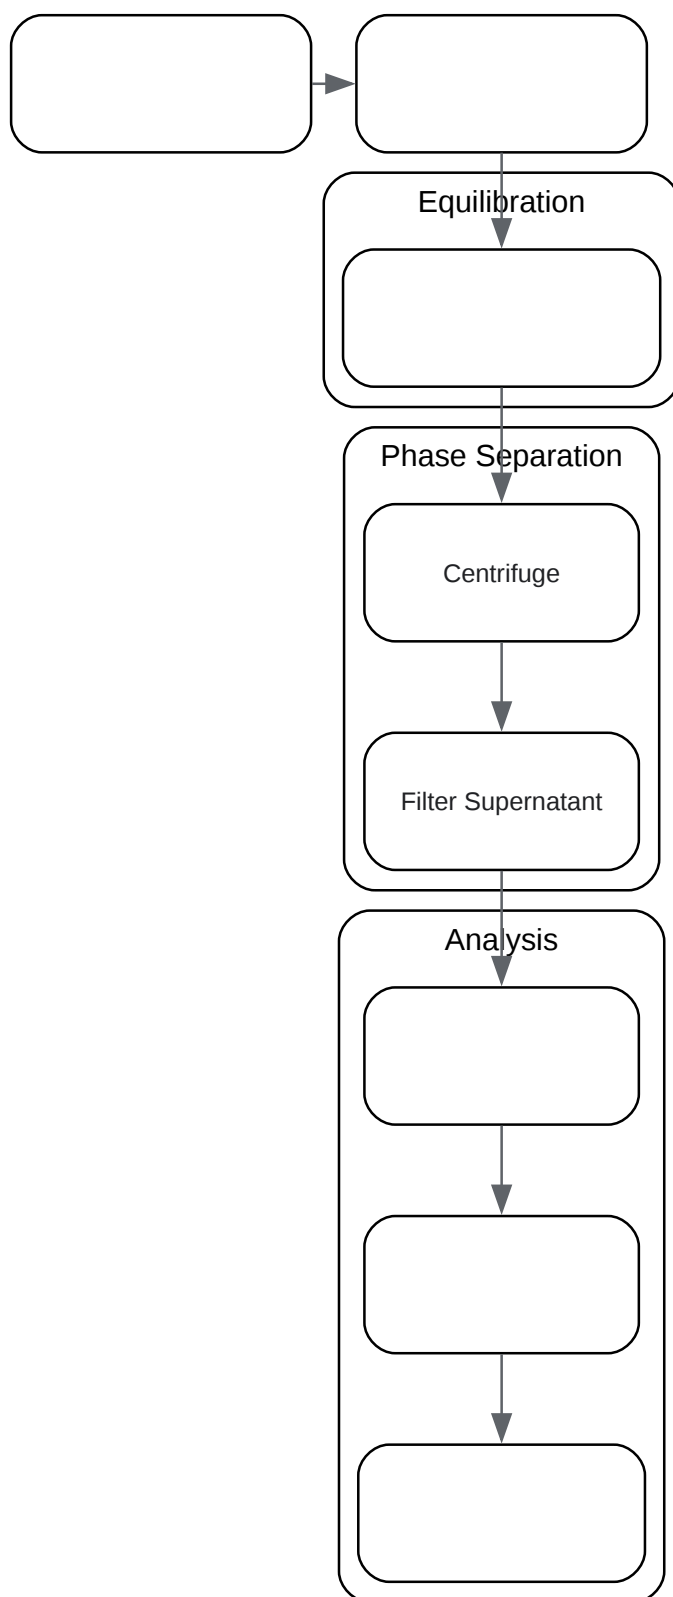 Equilibration
Phase Separation
Centrifuge
Filter Supernatant
Analysis